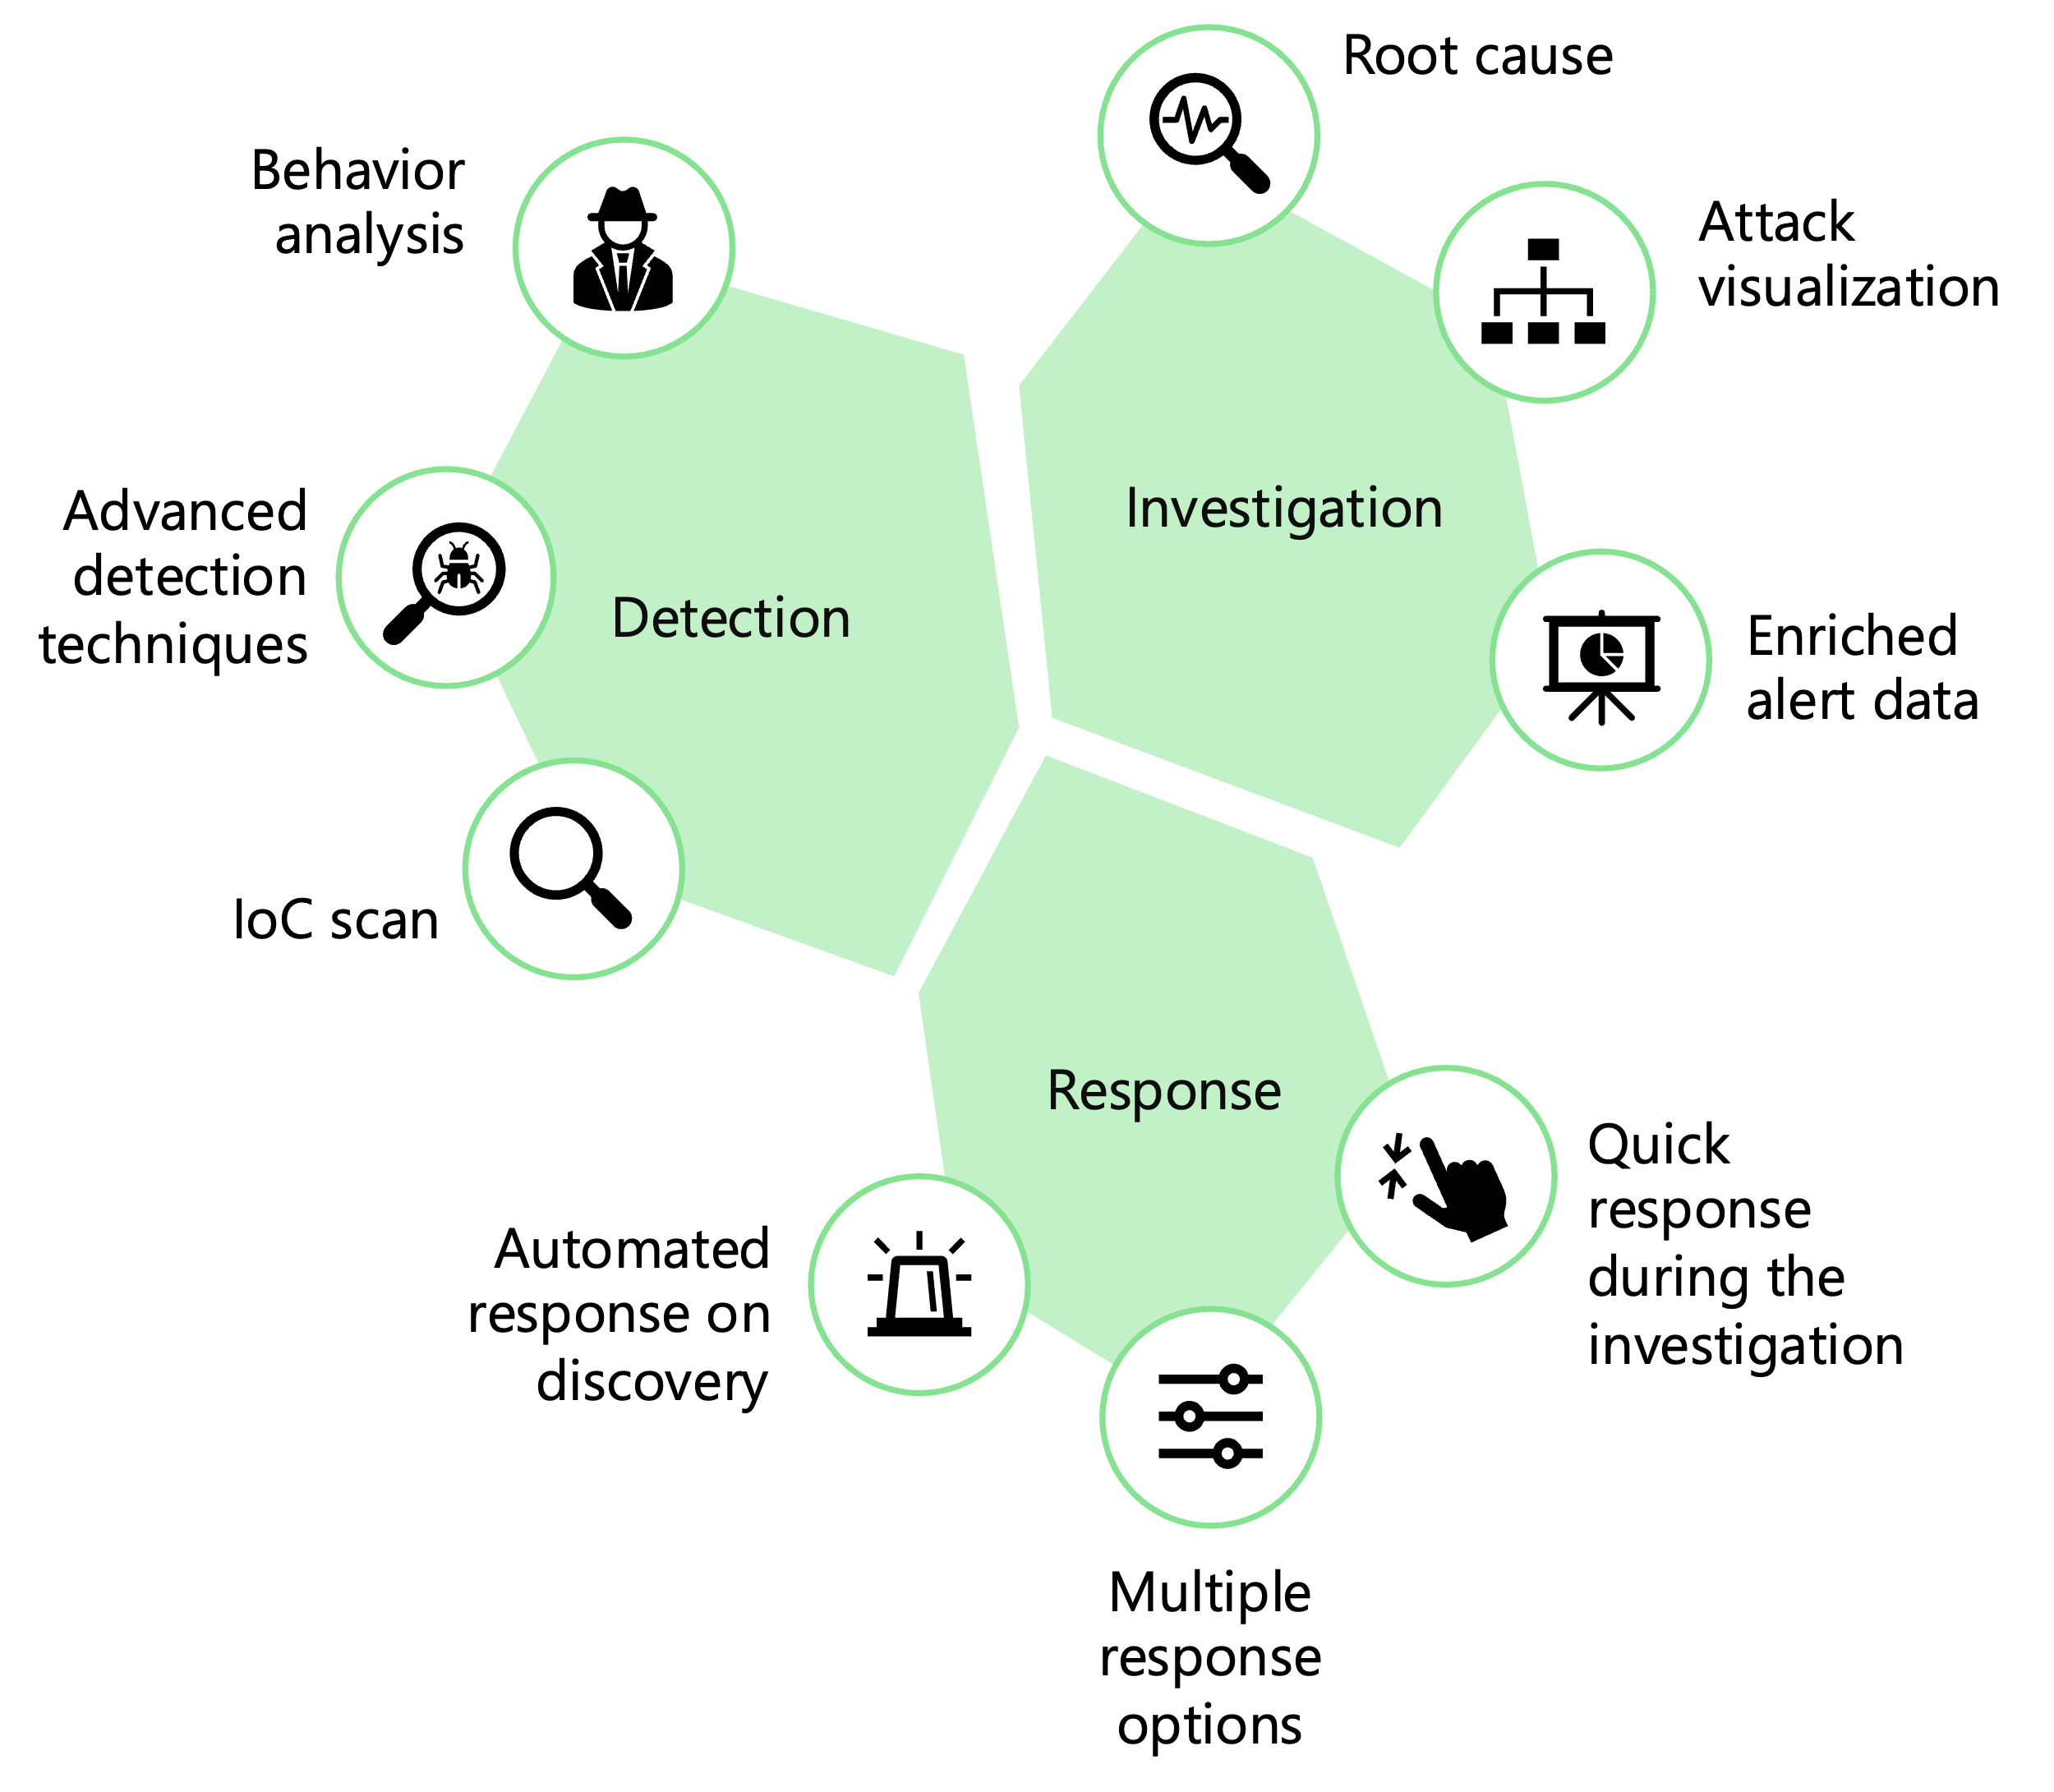 Root cause
Behavior
analysis
Attack
visualization
Advanced
detection
techniques
Investigation
Detection
Enriched
alert data
IoC scan
Response
Quick
response
during the
investigation
Automated
response on
discovery
Multiple
response
options